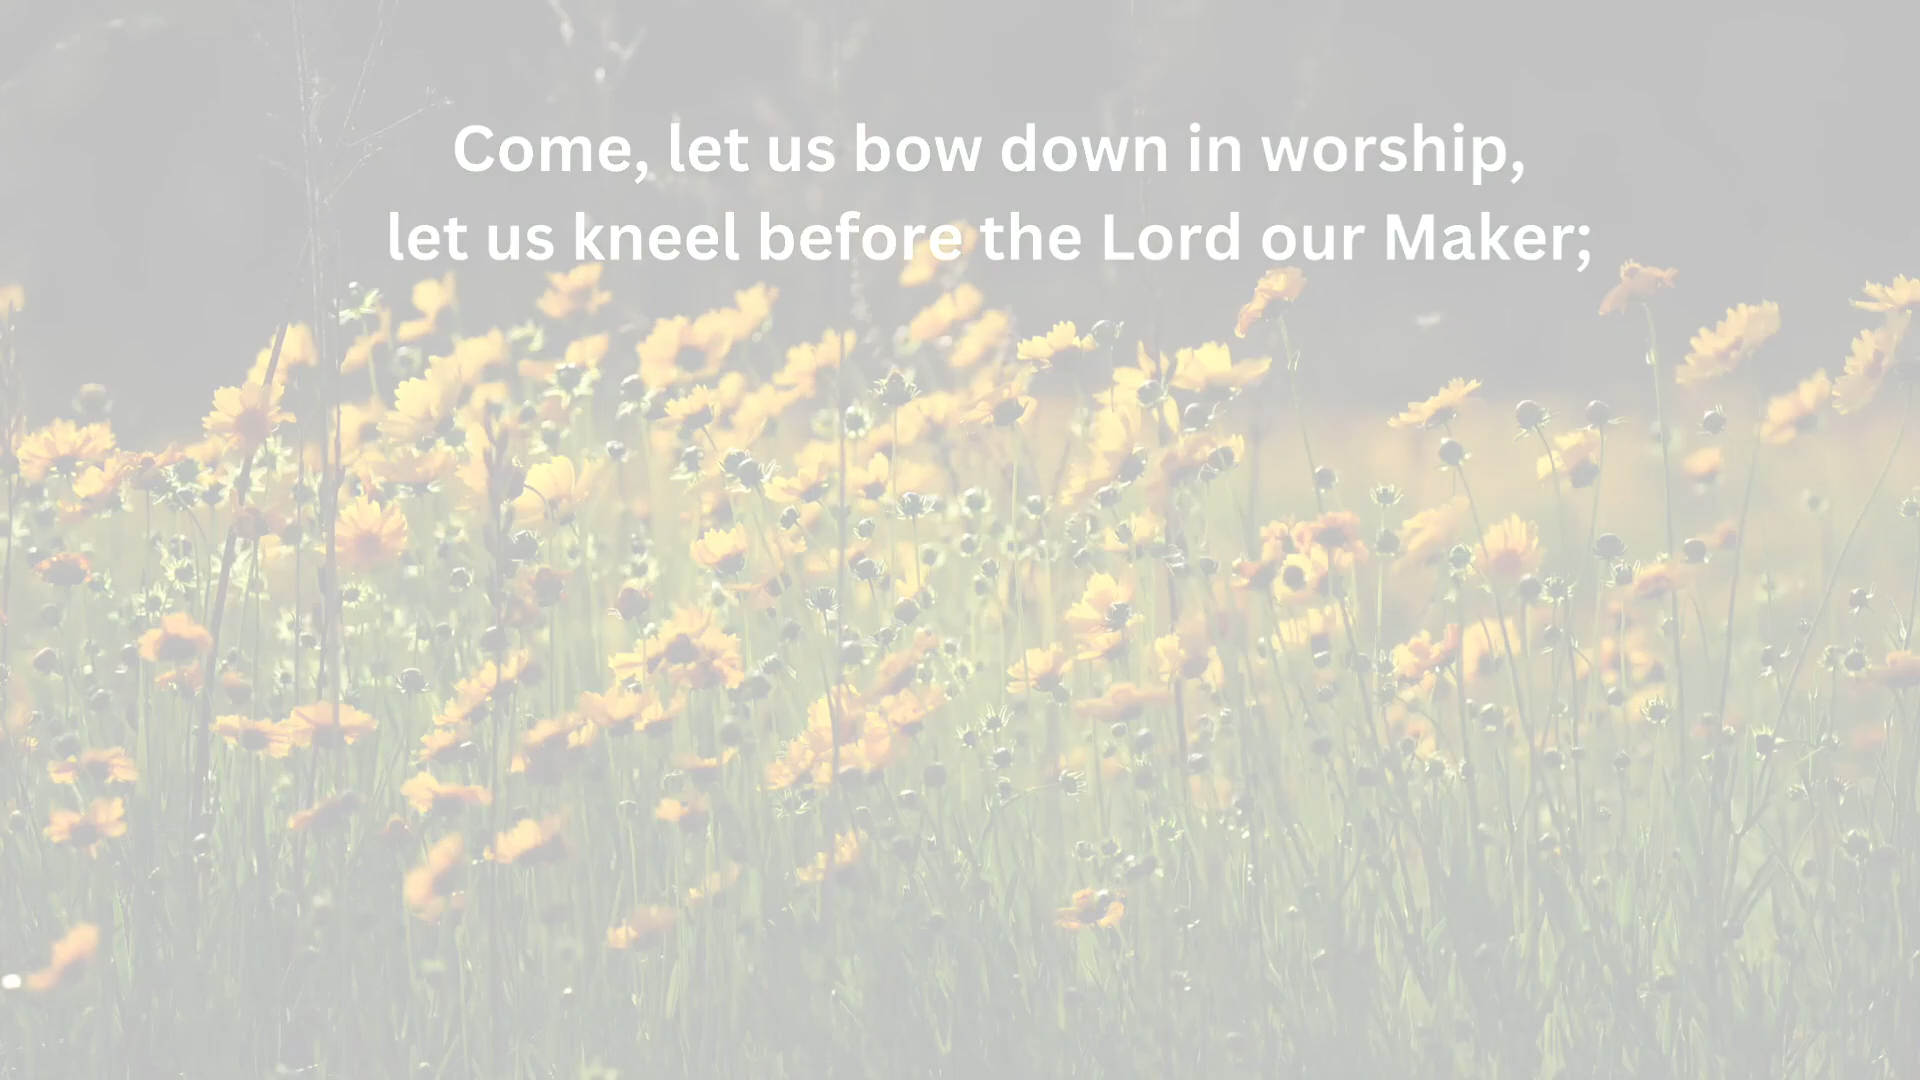 Come, let us bow down in worship,
let us kneel before the Lord our Maker;